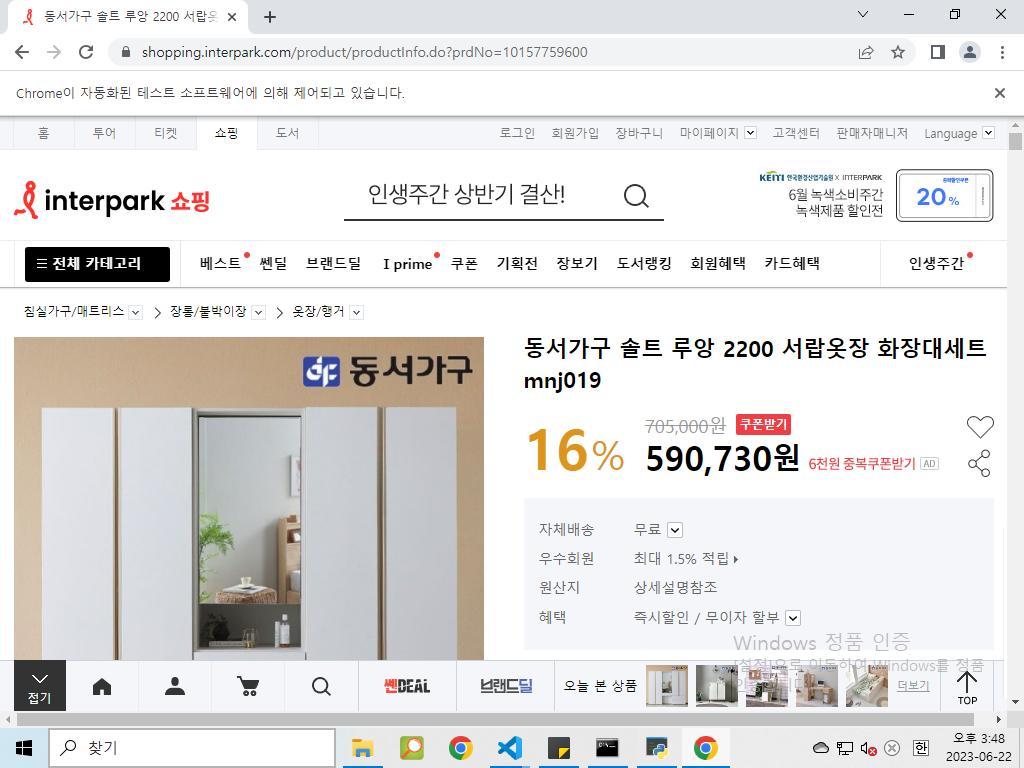 동서가구 솔트 루앙 2200 서랍옷
shopping.interpark.com/product/productInfo.do?prdNo=10157759600
Chrome이 자동화된 테스트 소프트웨어에 의해 제어되고 있습니다.
홈 투어 티켓 쇼핑 도서 로그인 회원가입 장바구니 마이페이지 고객센터 판매자매니저 Language
interpark 쇼핑
인생주간 상반기 결산!
KEITI 한국환경산업기술원 X INTERPARK
6월 녹색소비주간
녹색제품 할인전
중복할인쿠폰
20%
전체 카테고리 베스트 쎈딜 브랜드딜 I prime 쿠폰 기획전 장보기 도서랭킹 회원혜택 카드혜택 인생주간
침실가구/매트리스 장롱/붙박이장 옷장/행거
동서가구
동서가구 솔트 루앙 2200 서랍옷장 화장대세트
mnj019
16%
705,000원 쿠폰받기
590,730원 6천원 중복쿠폰받기 AD
자체배송 무료
우수회원 최대 1.5% 적립
원산지 상세설명참조
혜택 즉시할인 / 무이자 할부
Windows 정품 인증
[설정]으로 이동하여 Windows를 정품
접기
쎈DEAL
브랜드딜
오늘 본 상품
더보기
TOP
찾기
한
오후 3:48
2023-06-22